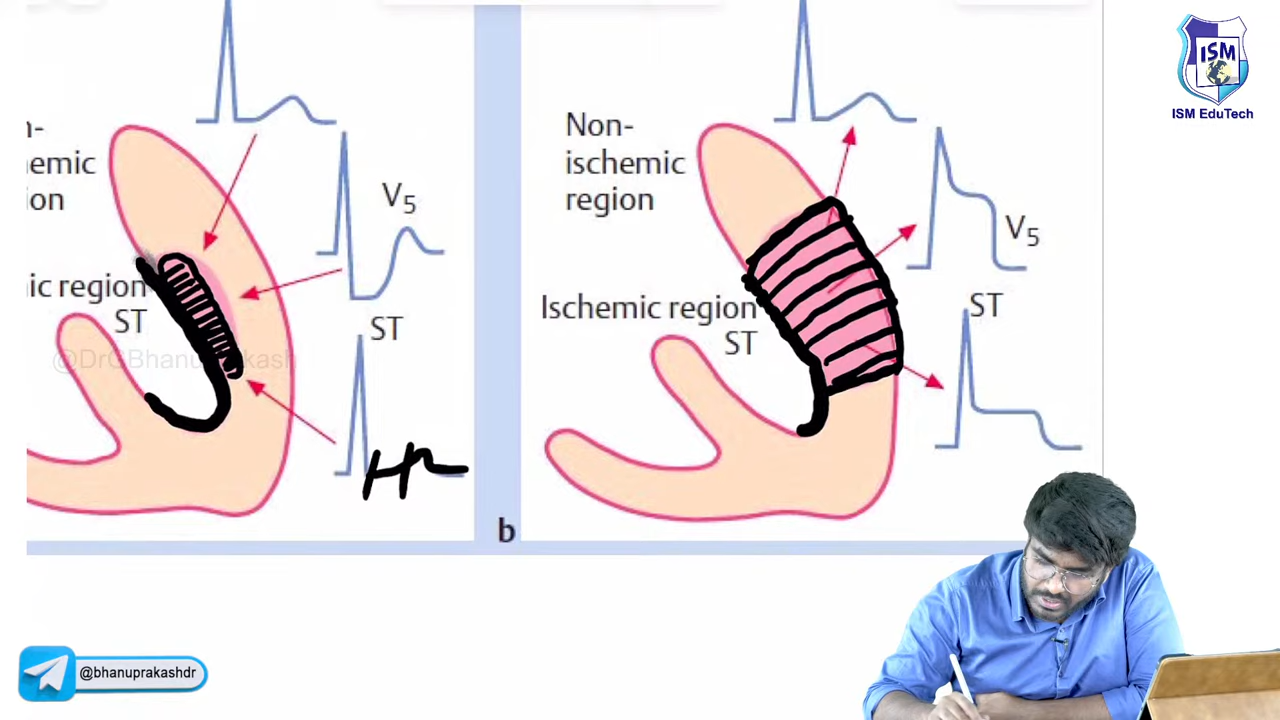 n-
emic
ion
ic region
ST
@DrGBhanuprakash
V5
ST
Non-
ischemic
region
Ischemic region
ST
V5
ST
b
ISM
ISM EduTech
@bhanuprakashdr